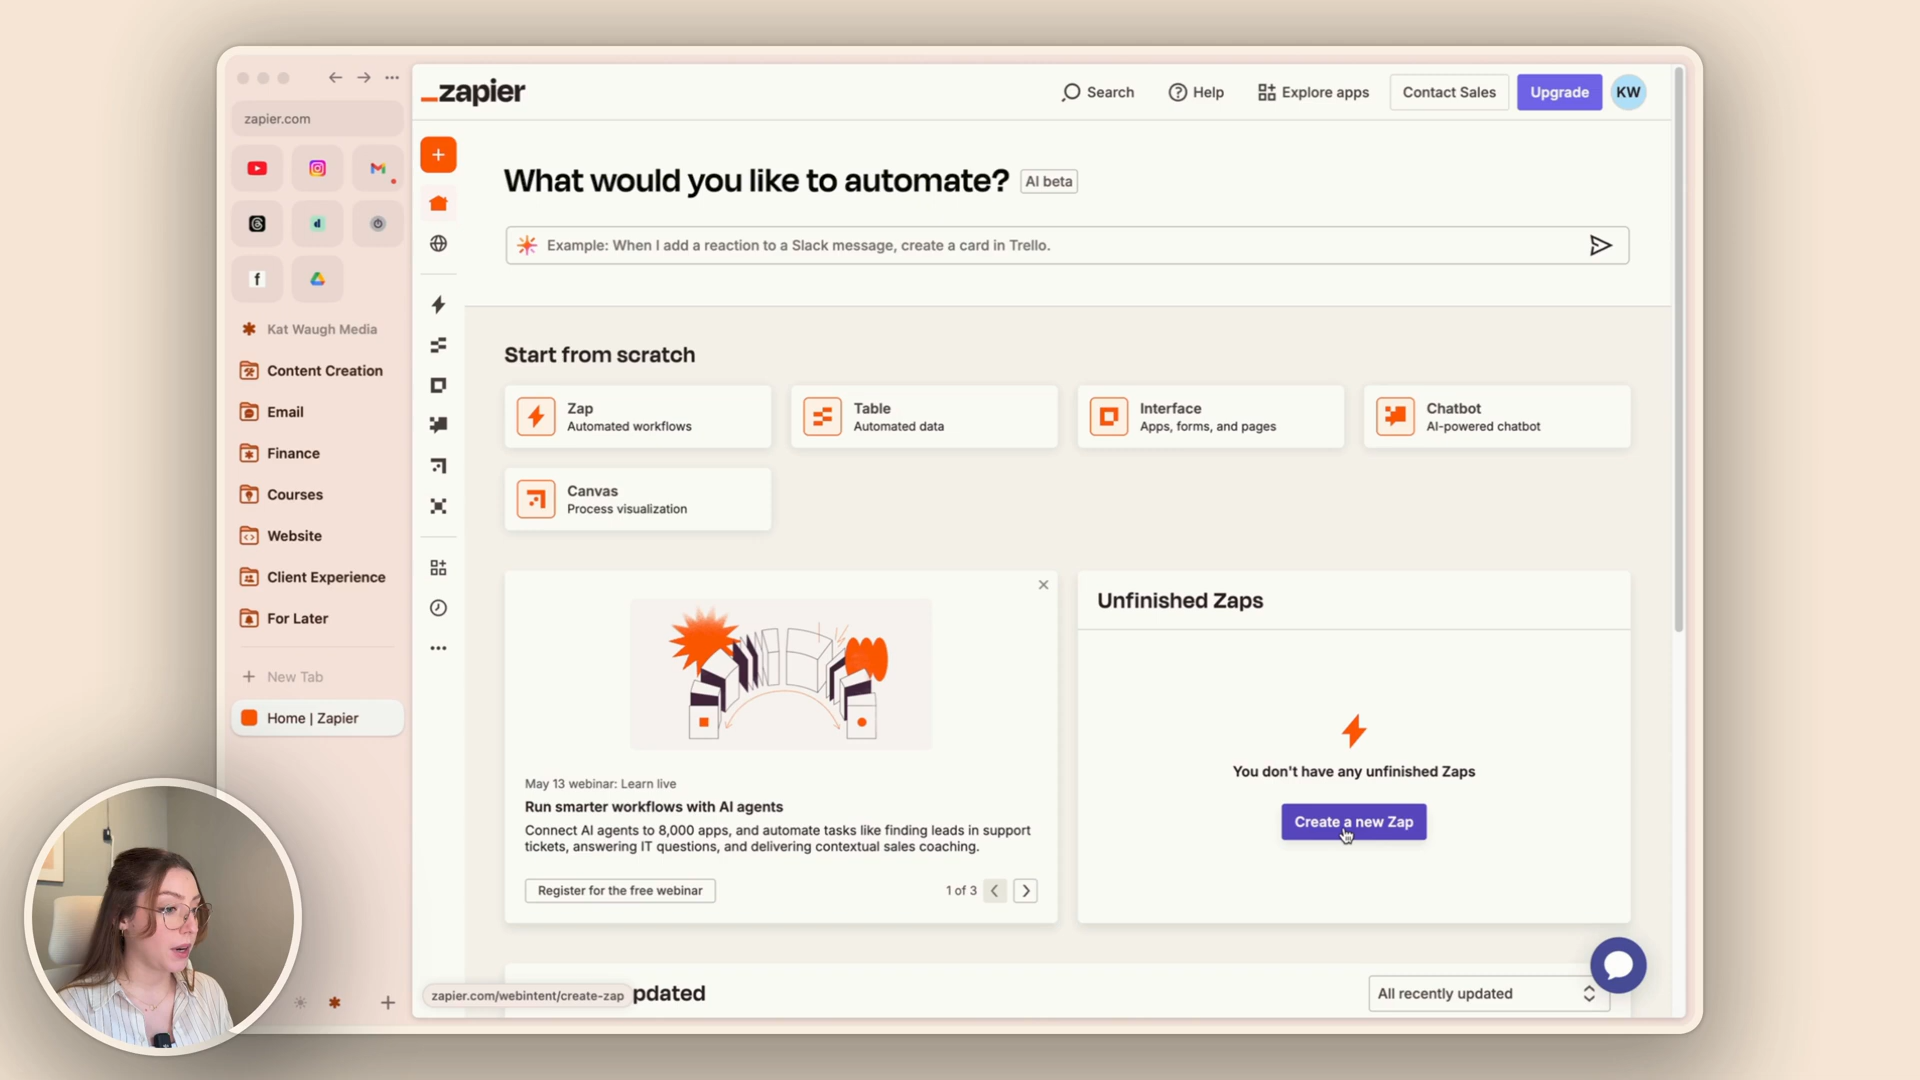 zapier.com
Kat Waugh Media
Content Creation
Email
Finance
Courses
Website
Client Experience
For Later
New Tab
Home | Zapier
zapier
Search
Help
Explore apps
Contact Sales
Upgrade
KW
What would you like to automate?
AI beta
Example: When I add a reaction to a Slack message, create a card in Trello.
Start from scratch
Zap
Automated workflows
Table
Automated data
Interface
Apps, forms, and pages
Chatbot
AI-powered chatbot
Canvas
Process visualization
May 13 webinar: Learn live
Run smarter workflows with AI agents
Connect AI agents to 8,000 apps, and automate tasks like finding leads in support
tickets, answering IT questions, and delivering contextual sales coaching.
Register for the free webinar
1 of 3
Unfinished Zaps
You don't have any unfinished Zaps
Create a new Zap
zapier.com/webintent/create-zap
pdated
All recently updated